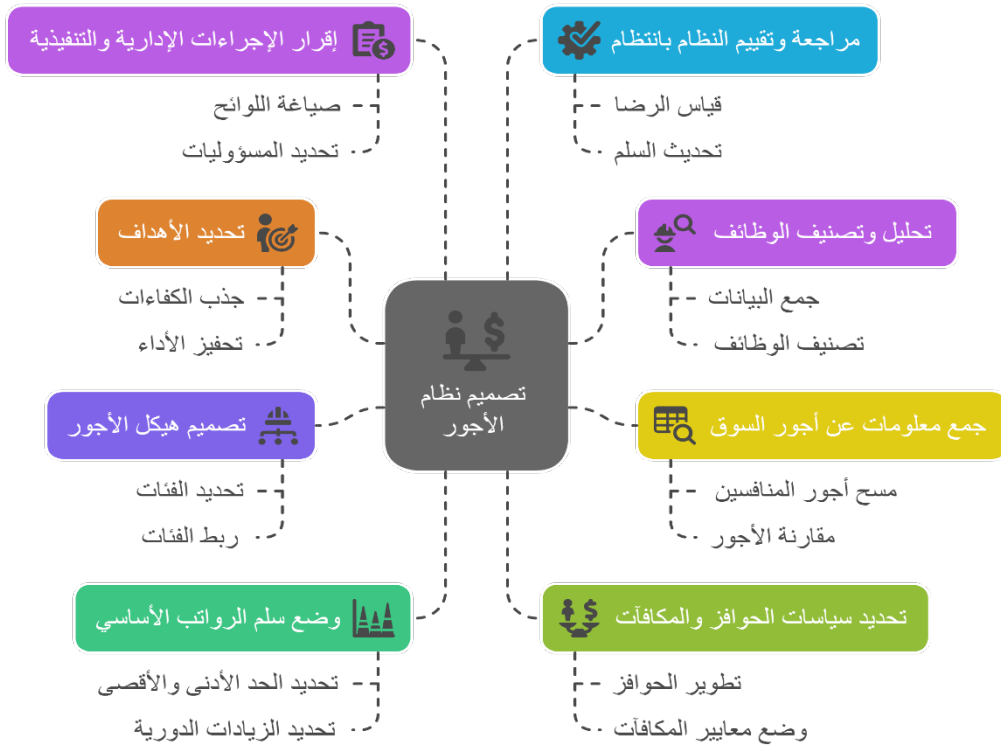 مراجعة وتقييم النظام بانتظام
قياس الرضا
تحديث السلم
إقرار الإجراءات الإدارية والتنفيذية
صياغة اللوائح
تحديد المسؤوليات
تحليل وتصنيف الوظائف
جمع البيانات
تصنيف الوظائف
تحديد الأهداف
جذب الكفاءات
تحفيز الأداء
تصميم نظام
الأجور
جمع معلومات عن أجور السوق
مسح أجور المنافسين
مقارنة الأجور
تصميم هيكل الأجور
تحديد الفئات
ربط الفئات
تحديد سياسات الحوافز والمكافآت
تطوير الحوافز
وضع معايير المكافآت
وضع سلم الرواتب الأساسي
تحديد الحد الأدنى والأقصى
تحديد الزيادات الدورية